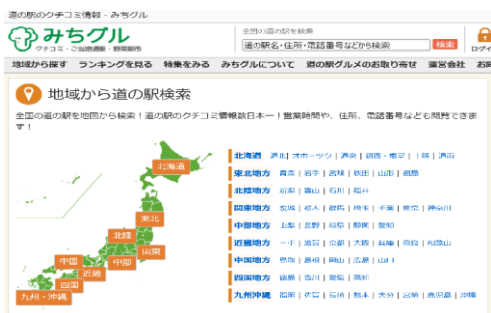 道の駅のクチコミ情報 - みちグル
みちグル
クチコミ・ご当地通販・野菜朝市
全国の道の駅を検索
道の駅名・住所・電話番号などから検索
検索
ログイ
地域から探す ランキングを見る 特集をみる みちグルについて 道の駅グルメのお取り寄せ 運営会社
地域から道の駅検索
全国の道の駅を地図から検索！道の駅のクチコミ情報数日本一！営業時間や、住所、電話番号なども閲覧できま
す！
北海道 道北 | オホーツク | 道央 | 釧路・根室 | 十勝 | 道南
東北地方 青森 | 岩手 | 宮城 | 秋田 | 山形 | 福島
北陸地方 新潟 | 富山 | 石川 | 福井
関東地方 茨城 | 栃木 | 群馬 | 埼玉 | 千葉 | 東京 | 神奈川
中部地方 山梨 | 長野 | 岐阜 | 静岡 | 愛知
近畿地方 滋賀 | 京都 | 大阪 | 兵庫 | 奈良 | 和歌山
中国地方 鳥取 | 島根 | 岡山 | 広島 | 山口
四国地方 徳島 | 香川 | 愛媛 | 高知
九州沖縄 福岡 | 佐賀 | 長崎 | 熊本 | 大分 | 宮崎 | 鹿児島 | 沖縄
北海道
東北
北陸
関東
中部
中国
近畿
四国
九州・沖縄